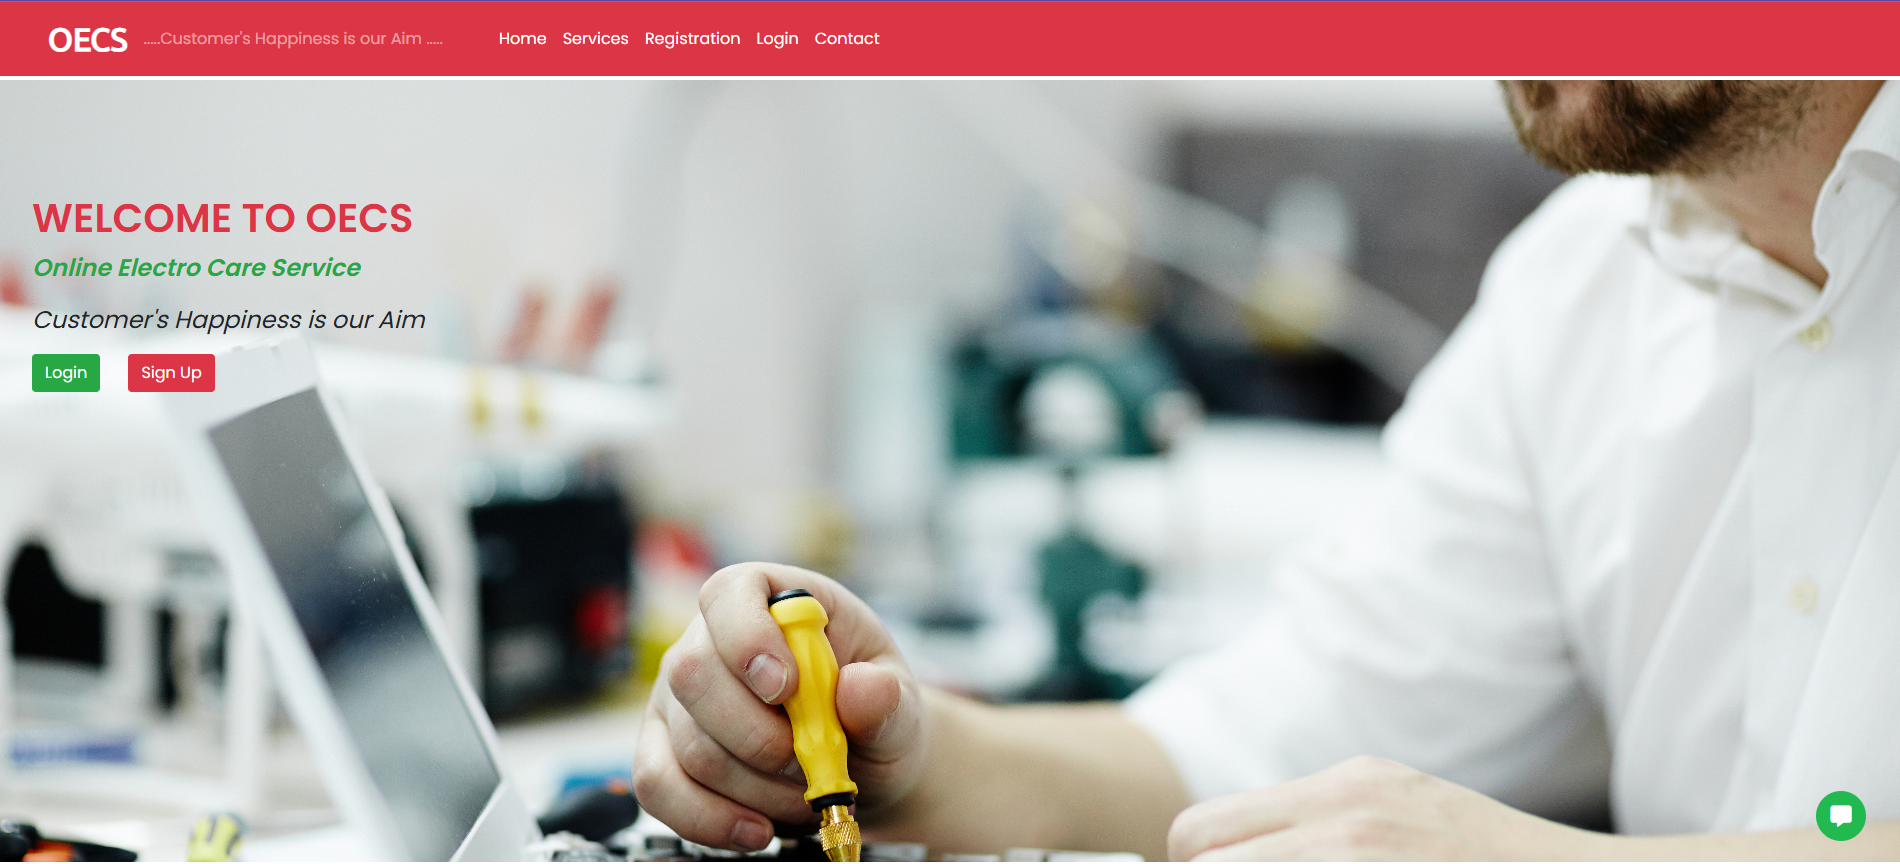 OECS .....Customer's Happiness is our Aim ..... Home Services Registration Login Contact
WELCOME TO OECS
Online Electro Care Service
Customer's Happiness is our Aim
Login Sign Up